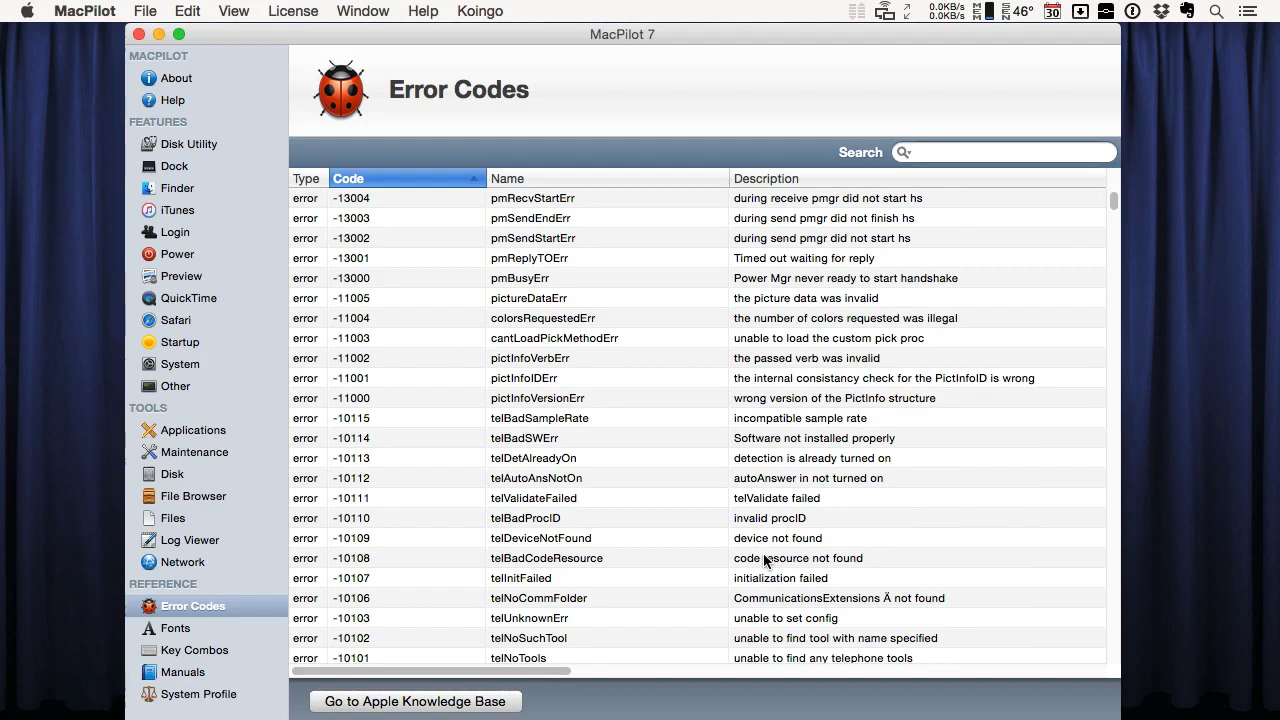 MacPilot File Edit View License Window Help Koingo 0.0KB/s 0.0KB/s 46° 30
MacPilot 7
MACPILOT
About
Help
FEATURES
Disk Utility
Dock
Finder
iTunes
Login
Power
Preview
QuickTime
Safari
Startup
System
Other
TOOLS
Applications
Maintenance
Disk
File Browser
Files
Log Viewer
Network
REFERENCE
Error Codes
Fonts
Key Combos
Manuals
System Profile
Error Codes
Search
Type Code Name Description
error -13004 pmRecvStartErr during receive pmgr did not start hs
error -13003 pmSendEndErr during send pmgr did not finish hs
error -13002 pmSendStartErr during send pmgr did not start hs
error -13001 pmReplyTOErr Timed out waiting for reply
error -13000 pmBusyErr Power Mgr never ready to start handshake
error -11005 pictureDataErr the picture data was invalid
error -11004 colorsRequestedErr the number of colors requested was illegal
error -11003 cantLoadPickMethodErr unable to load the custom pick proc
error -11002 pictInfoVerbErr the passed verb was invalid
error -11001 pictInfoIDErr the internal consistancy check for the PictInfoID is wrong
error -11000 pictInfoVersionErr wrong version of the PictInfo structure
error -10115 telBadSampleRate incompatible sample rate
error -10114 telBadSWErr Software not installed properly
error -10113 telDetAlreadyOn detection is already turned on
error -10112 telAutoAnsNotOn autoAnswer in not turned on
error -10111 telValidateFailed telValidate failed
error -10110 telBadProcID invalid procID
error -10109 telDeviceNotFound device not found
error -10108 telBadCodeResource code resource not found
error -10107 telInitFailed initialization failed
error -10106 telNoCommFolder CommunicationsExtensions Ä not found
error -10103 telUnknownErr unable to set config
error -10102 telNoSuchTool unable to find tool with name specified
error -10101 telNoTools unable to find any telephone tools
Go to Apple Knowledge Base